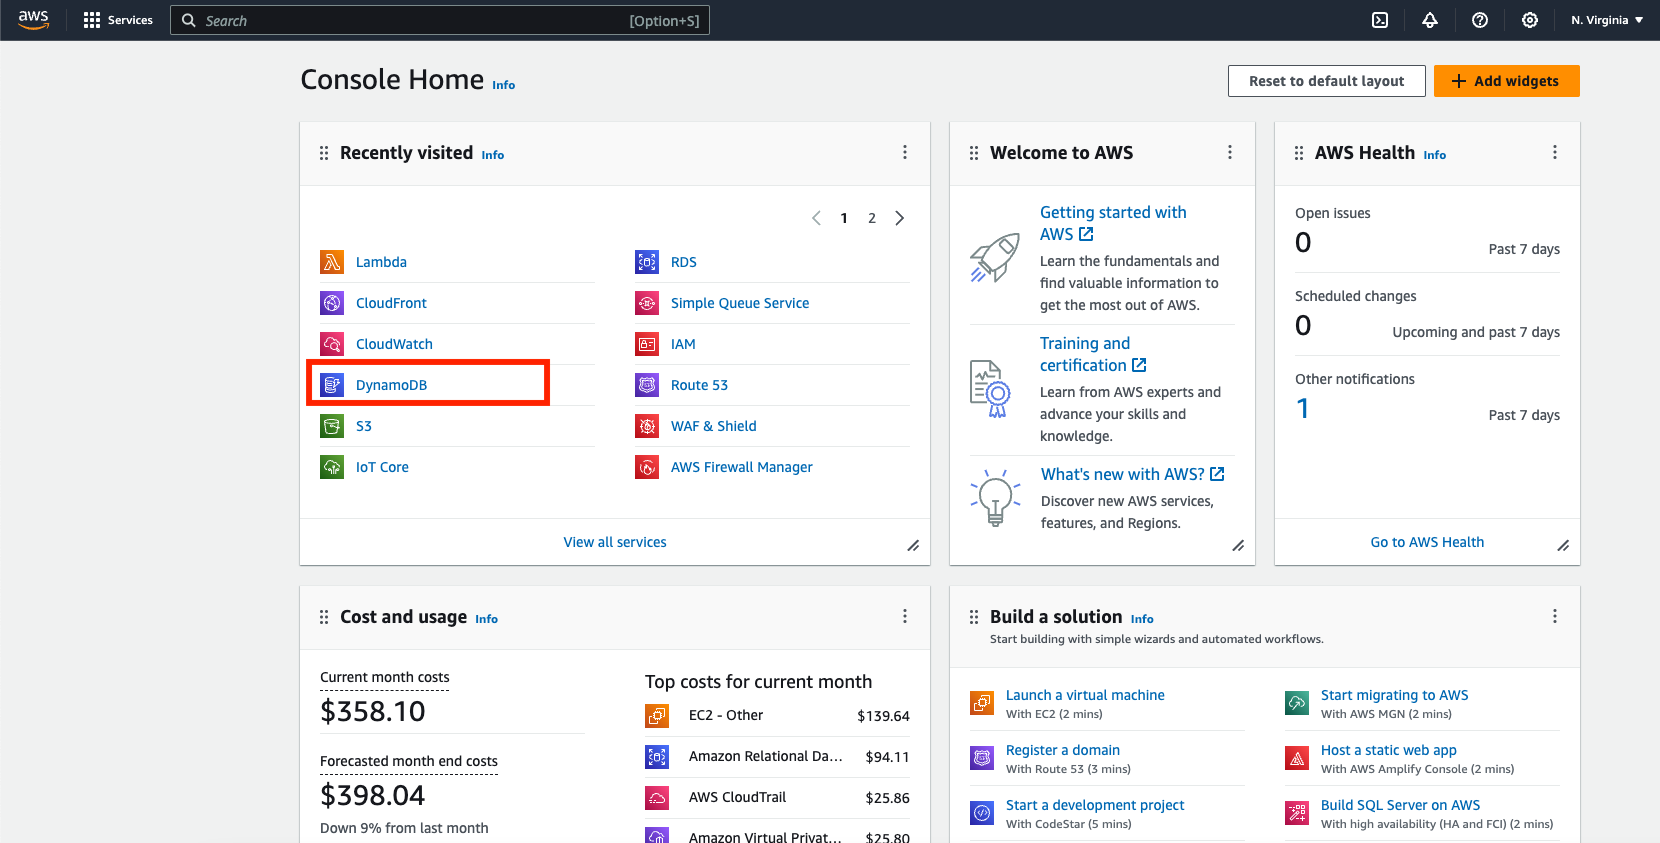 aws
Services
Search
[Option+S]
N. Virginia
Console Home Info
Reset to default layout
Add widgets
Recently visited Info
1 2
Lambda
CloudFront
CloudWatch
DynamoDB
S3
IoT Core
RDS
Simple Queue Service
IAM
Route 53
WAF & Shield
AWS Firewall Manager
View all services
Welcome to AWS
Getting started with
AWS
Learn the fundamentals and
find valuable information to
get the most out of AWS.
Training and
certification
Learn from AWS experts and
advance your skills and
knowledge.
What's new with AWS?
Discover new AWS services,
features, and Regions.
AWS Health Info
Open issues
0
Past 7 days
Scheduled changes
0
Upcoming and past 7 days
Other notifications
1
Past 7 days
Go to AWS Health
Cost and usage Info
Current month costs
$358.10
Forecasted month end costs
$398.04
Down 9% from last month
Top costs for current month
EC2 - Other $139.64
Amazon Relational Da... $94.11
AWS CloudTrail $25.86
Amazon Virtual Privat... $25.80
Build a solution Info
Start building with simple wizards and automated workflows.
Launch a virtual machine
With EC2 (2 mins)
Register a domain
With Route 53 (3 mins)
Start a development project
With CodeStar (5 mins)
Start migrating to AWS
With AWS MGN (2 mins)
Host a static web app
With AWS Amplify Console (2 mins)
Build SQL Server on AWS
With high availability (HA and FCI) (2 mins)